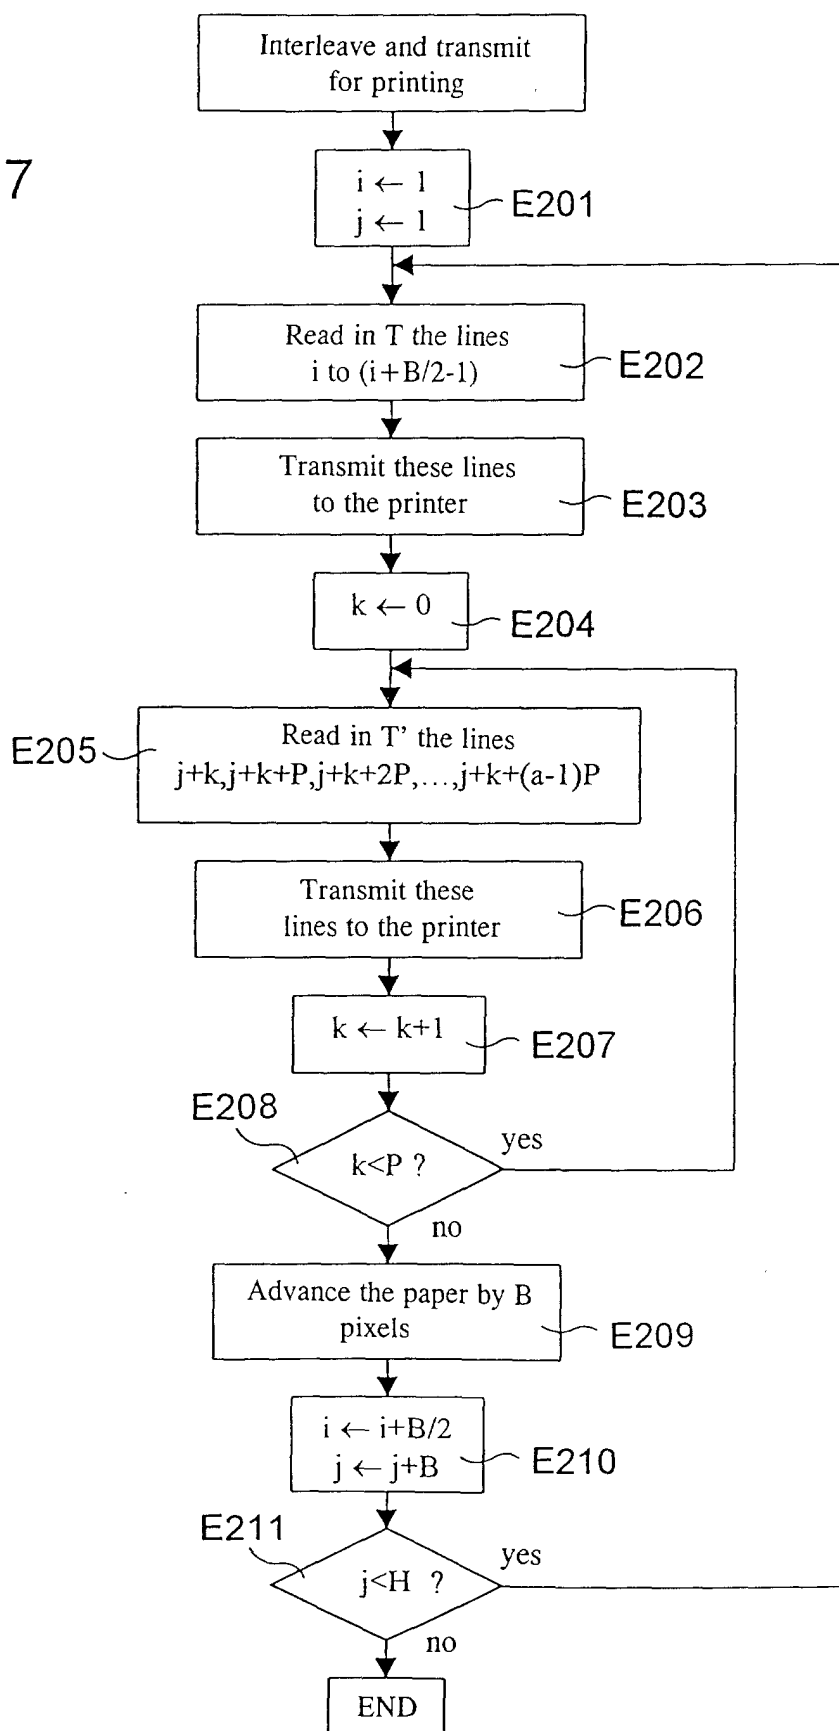 Interleave and transmit
for printing
7
i ← 1
j ← 1
E201
Read in T the lines
i to (i+B/2-1)
E202
Transmit these lines
to the printer
E203
k ← 0
E204
E205
Read in T' the lines
j+k,j+k+P,j+k+2P,...,j+k+(a-1)P
Transmit these
lines to the printer
E206
k ← k+1
E207
E208
k<P ?
yes
no
Advance the paper by B
pixels
E209
i ← i+B/2
j ← j+B
E210
E211
j<H ?
yes
no
END